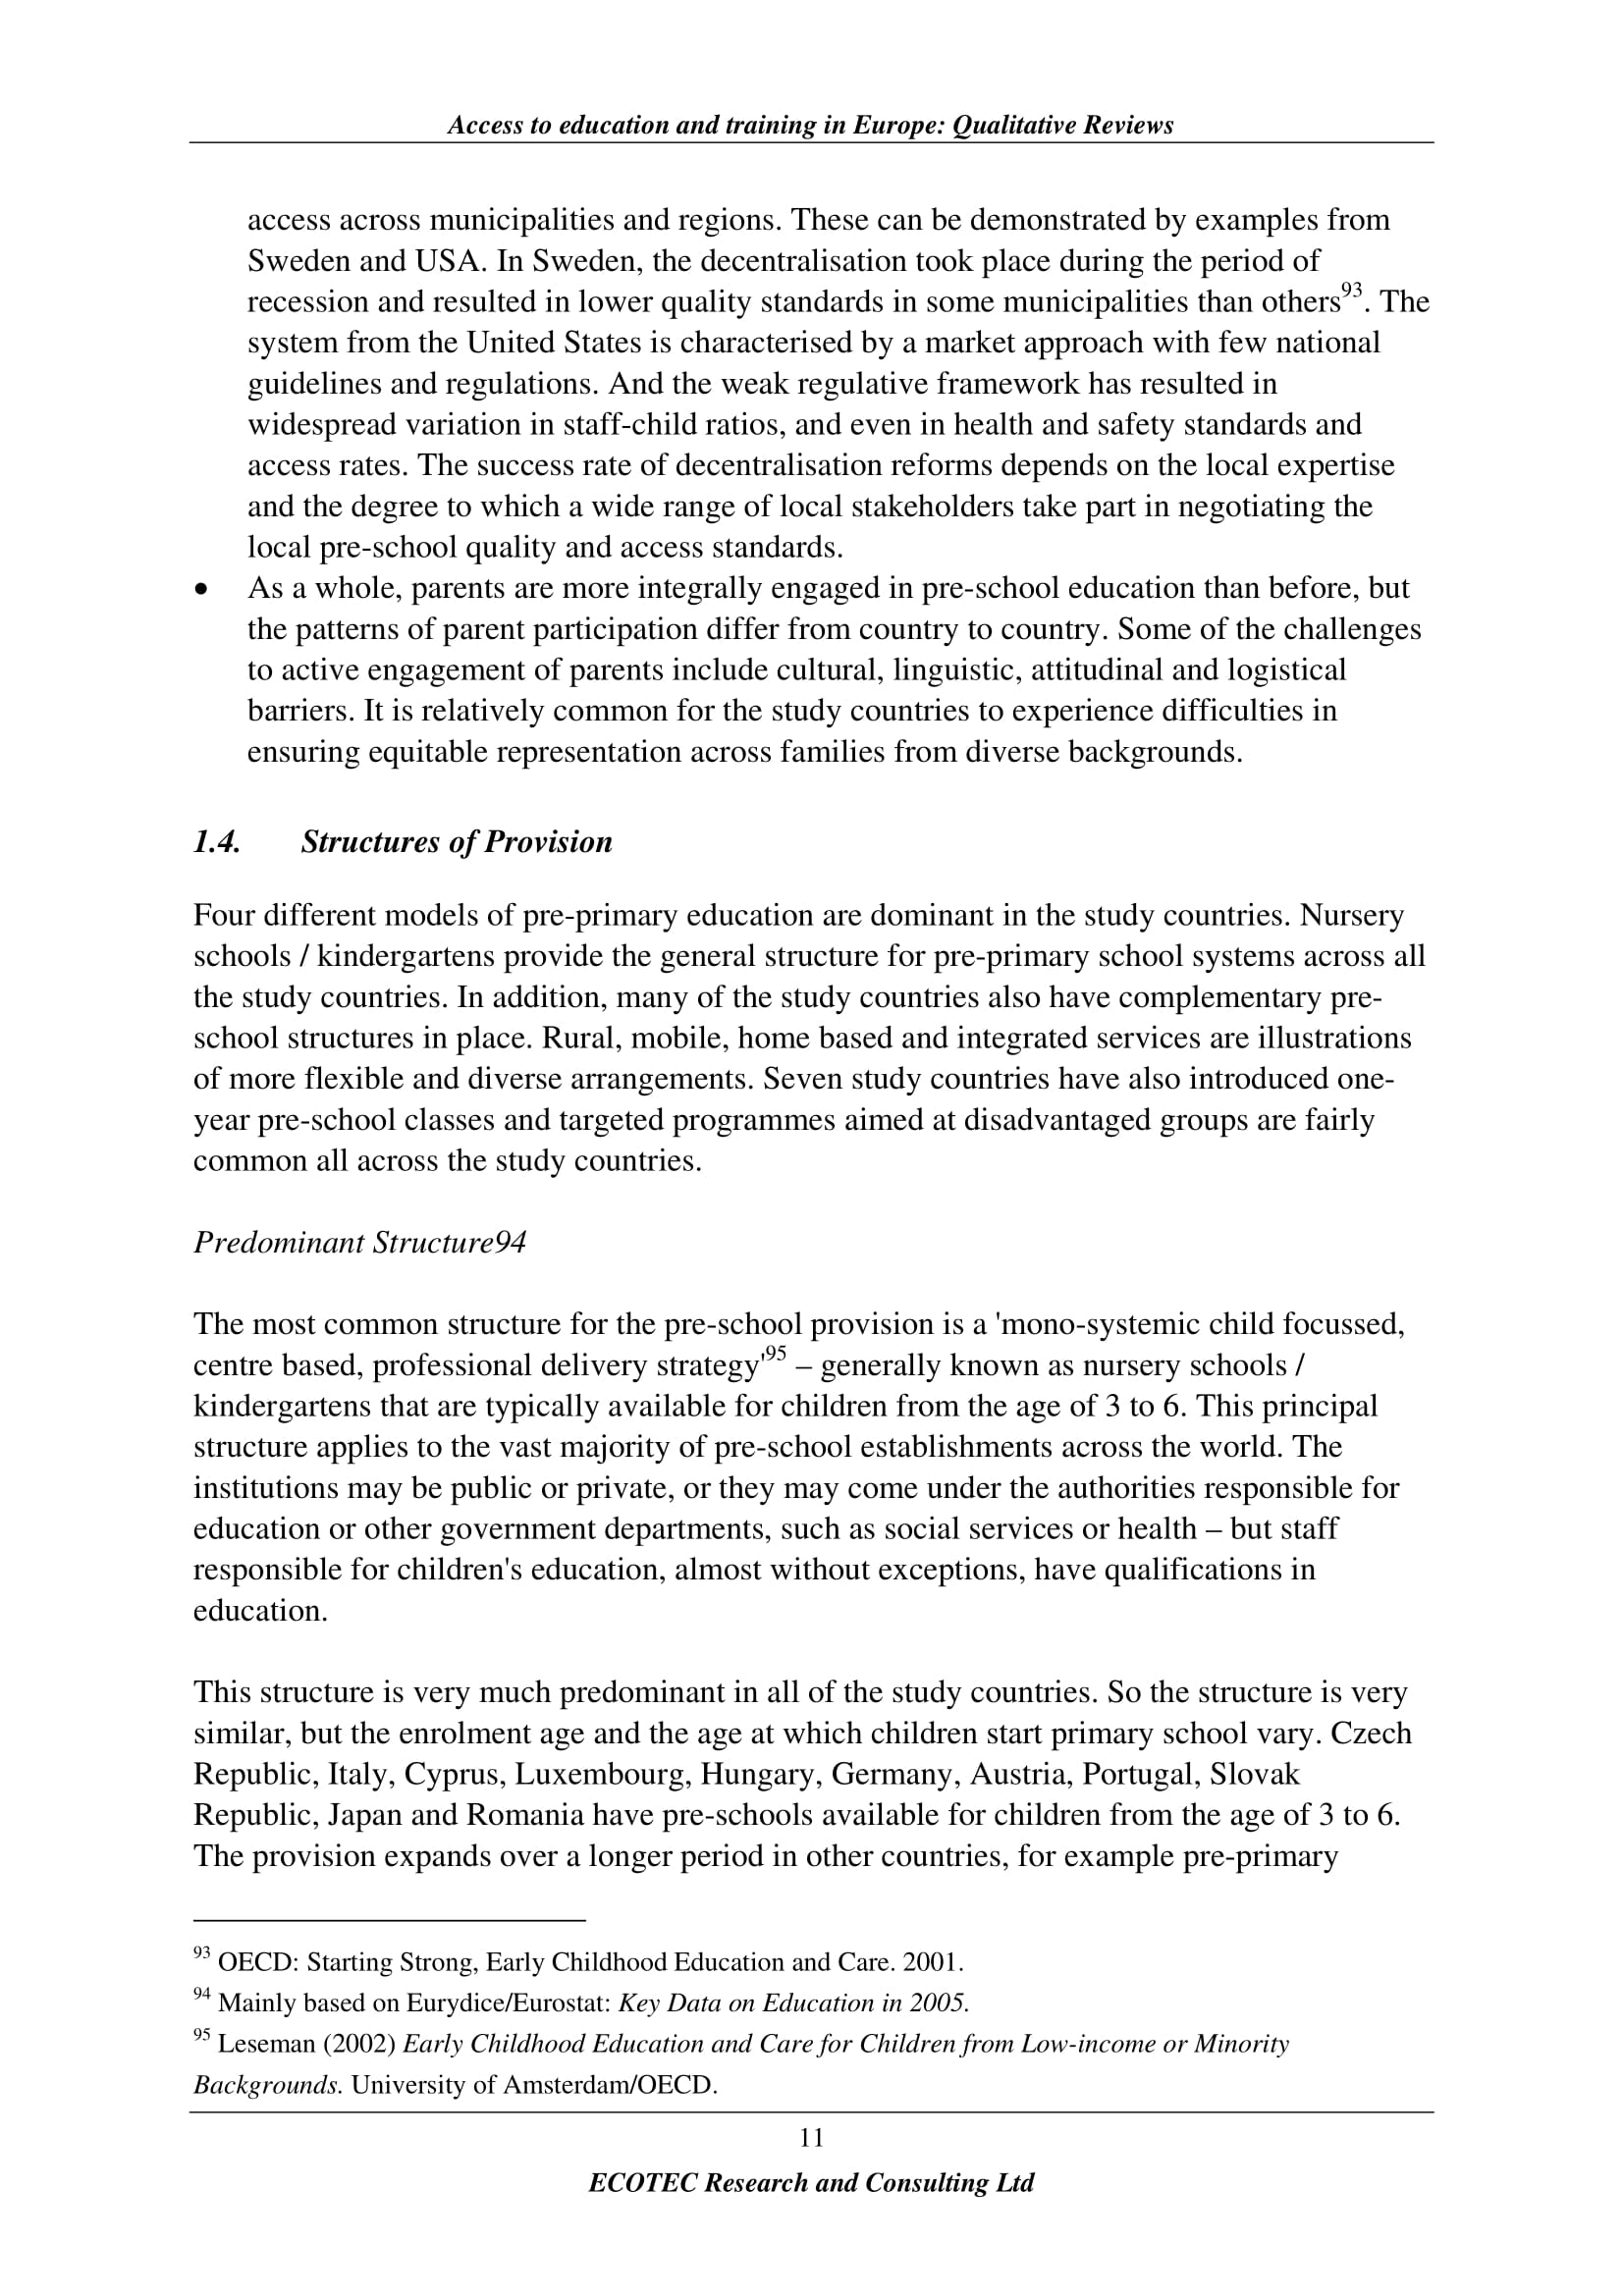 Access to education and training in Europe: Qualitative Reviews
access across municipalities and regions. These can be demonstrated by examples from
Sweden and USA. In Sweden, the decentralisation took place during the period of
recession and resulted in lower quality standards in some municipalities than others93. The
system from the United States is characterised by a market approach with few national
guidelines and regulations. And the weak regulative framework has resulted in
widespread variation in staff-child ratios, and even in health and safety standards and
access rates. The success rate of decentralisation reforms depends on the local expertise
and the degree to which a wide range of local stakeholders take part in negotiating the
local pre-school quality and access standards.
• As a whole, parents are more integrally engaged in pre-school education than before, but
the patterns of parent participation differ from country to country. Some of the challenges
to active engagement of parents include cultural, linguistic, attitudinal and logistical
barriers. It is relatively common for the study countries to experience difficulties in
ensuring equitable representation across families from diverse backgrounds.
1.4. Structures of Provision
Four different models of pre-primary education are dominant in the study countries. Nursery
schools / kindergartens provide the general structure for pre-primary school systems across all
the study countries. In addition, many of the study countries also have complementary pre-
school structures in place. Rural, mobile, home based and integrated services are illustrations
of more flexible and diverse arrangements. Seven study countries have also introduced one-
year pre-school classes and targeted programmes aimed at disadvantaged groups are fairly
common all across the study countries.
Predominant Structure94
The most common structure for the pre-school provision is a 'mono-systemic child focussed,
centre based, professional delivery strategy'95 – generally known as nursery schools /
kindergartens that are typically available for children from the age of 3 to 6. This principal
structure applies to the vast majority of pre-school establishments across the world. The
institutions may be public or private, or they may come under the authorities responsible for
education or other government departments, such as social services or health – but staff
responsible for children's education, almost without exceptions, have qualifications in
education.
This structure is very much predominant in all of the study countries. So the structure is very
similar, but the enrolment age and the age at which children start primary school vary. Czech
Republic, Italy, Cyprus, Luxembourg, Hungary, Germany, Austria, Portugal, Slovak
Republic, Japan and Romania have pre-schools available for children from the age of 3 to 6.
The provision expands over a longer period in other countries, for example pre-primary
93 OECD: Starting Strong, Early Childhood Education and Care. 2001.
94 Mainly based on Eurydice/Eurostat: Key Data on Education in 2005.
95 Leseman (2002) Early Childhood Education and Care for Children from Low-income or Minority
Backgrounds. University of Amsterdam/OECD.
11
ECOTEC Research and Consulting Ltd